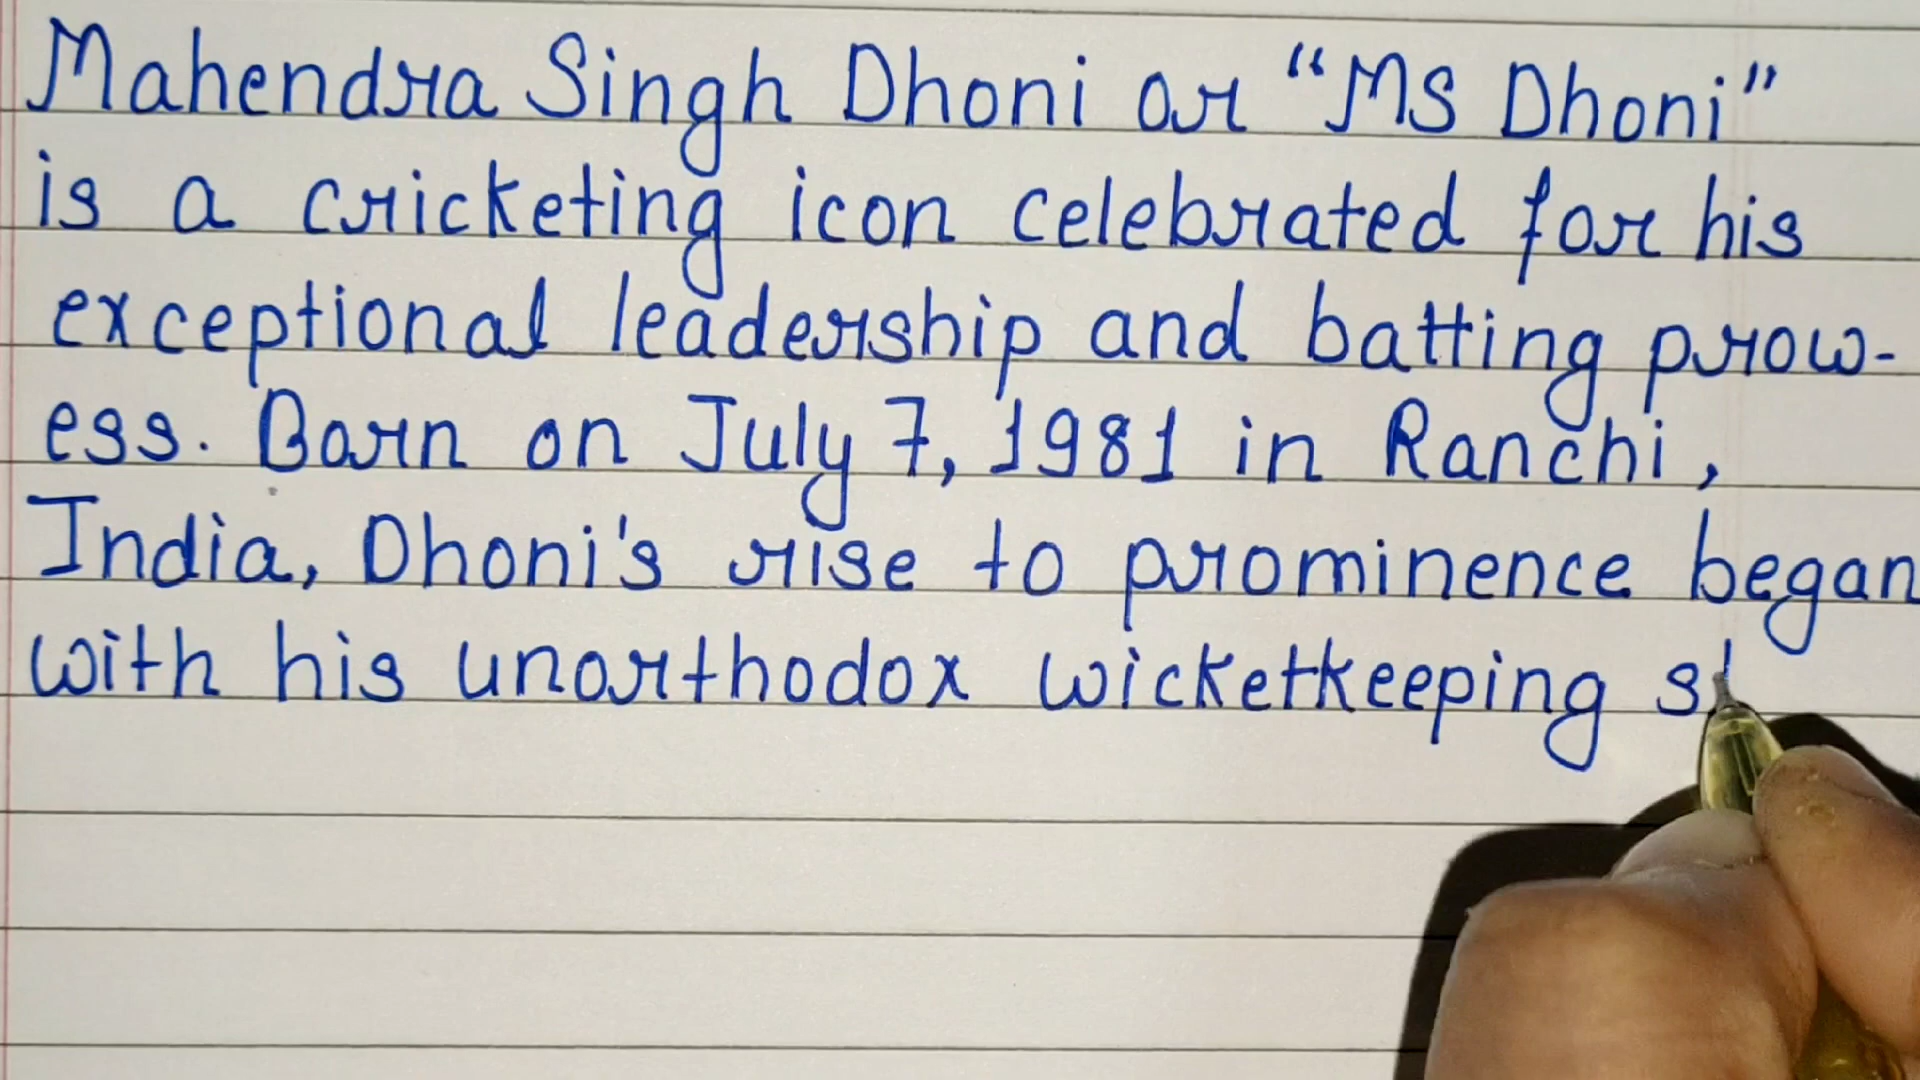 Mahendra Singh Dhoni or “MS Dhoni”
is a cricketing icon celebrated for his
exceptional leadership and batting prow-
ess. Born on July 7, 1981 in Ranchi,
India, Dhoni's rise to prominence began
with his unorthodox wicketkeeping